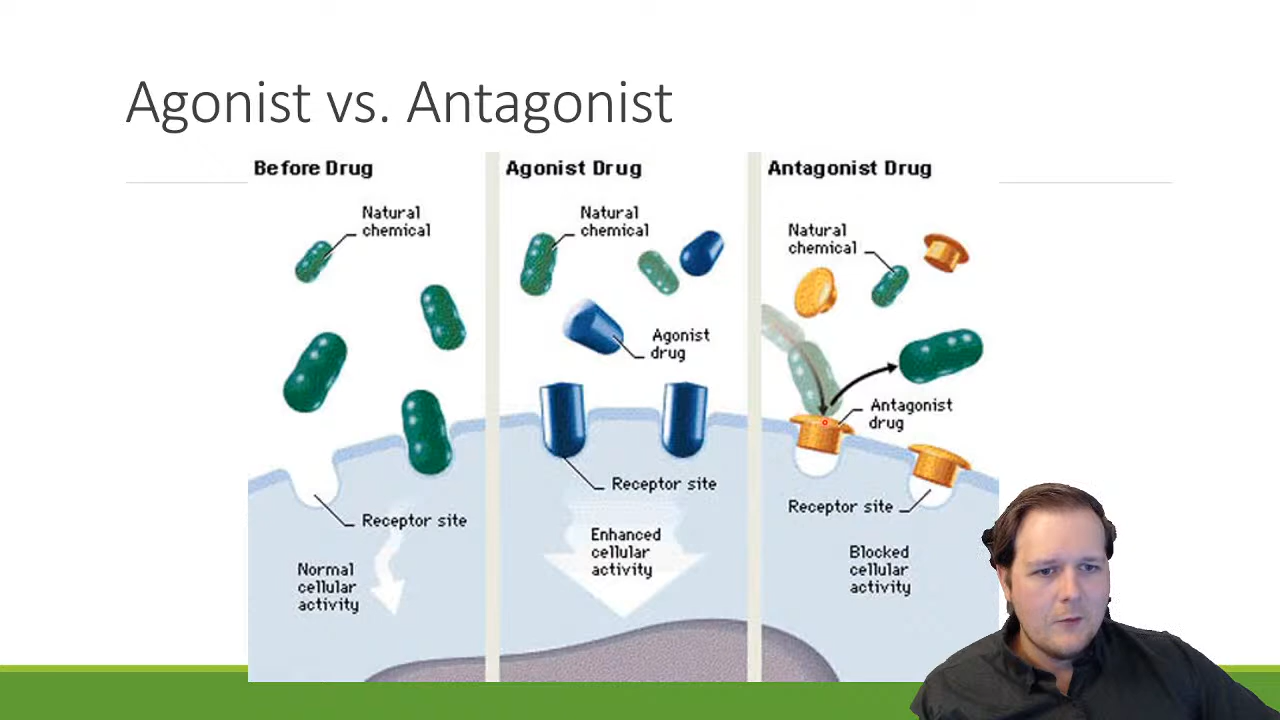 Agonist vs. Antagonist
Before Drug
Natural
chemical
Receptor site
Normal
cellular
activity
Agonist Drug
Natural
chemical
Agonist
drug
Receptor site
Enhanced
cellular
activity
Antagonist Drug
Natural
chemical
Antagonist
drug
Receptor site
Blocked
cellular
activity